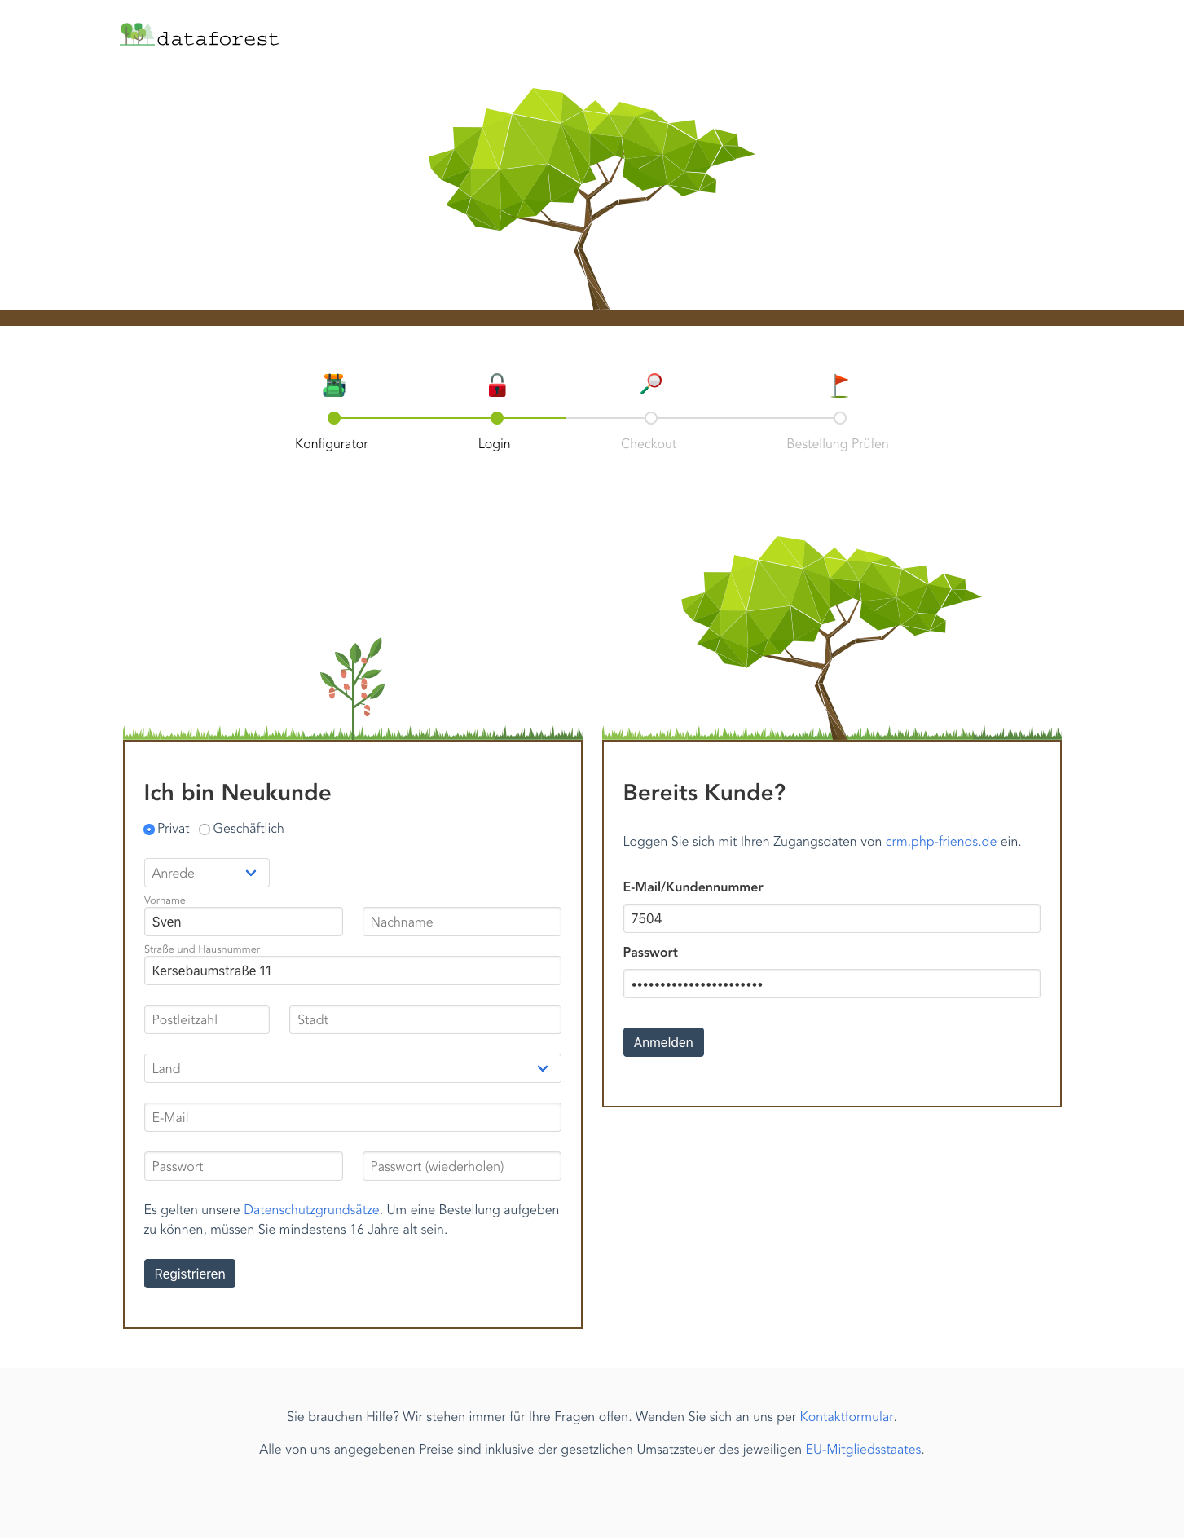 dataforest
Konfigurator
Login
Checkout
Bestellung Prüfen
Ich bin Neukunde
Privat Geschäftlich
Anrede
Vorname
Sven
Nachname
Straße und Hausnummer
Kersebaumstraße 11
Postleitzahl
Stadt
Land
E-Mail
Passwort
Passwort (wiederholen)
Es gelten unsere Datenschutzgrundsätze. Um eine Bestellung aufgeben
zu können, müssen Sie mindestens 16 Jahre alt sein.
Registrieren
Bereits Kunde?
Loggen Sie sich mit Ihren Zugangsdaten von crm.php-friends.de ein.
E-Mail/Kundennummer
7504
Passwort
•••••••••••••••••••••••
Anmelden
Sie brauchen Hilfe? Wir stehen immer für Ihre Fragen offen. Wenden Sie sich an uns per Kontaktformular.
Alle von uns angegebenen Preise sind inklusive der gesetzlichen Umsatzsteuer des jeweiligen EU-Mitgliedsstaates.